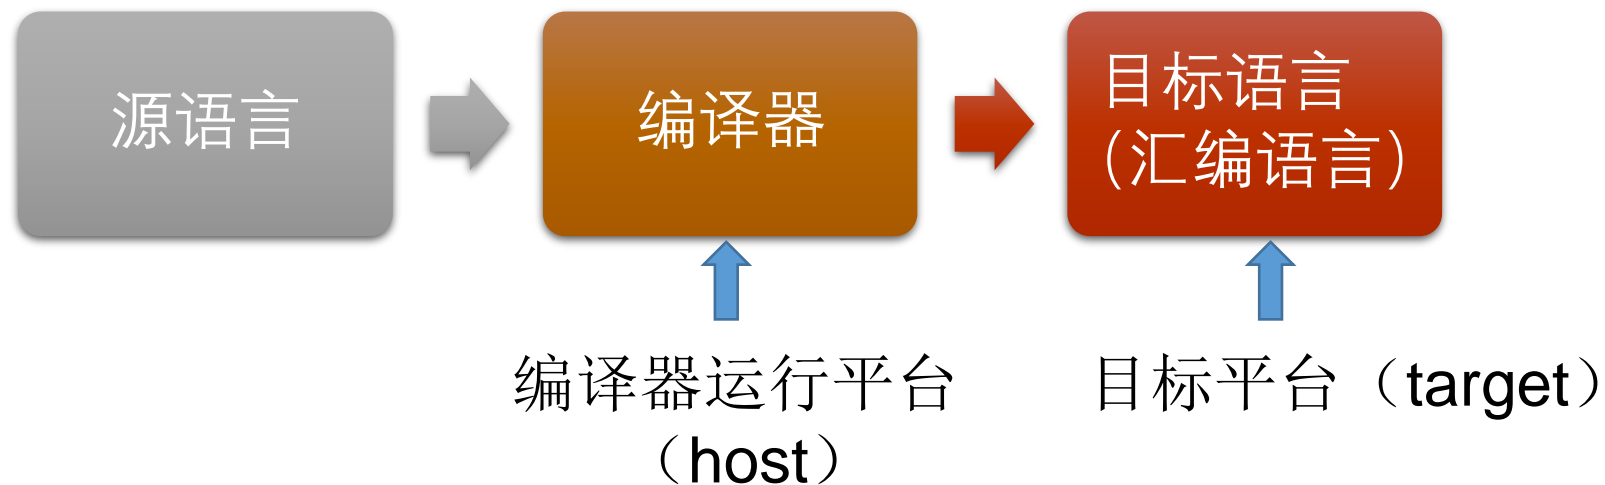 源语言
编译器
目标语言
（汇编语言）
编译器运行平台
（host）
目标平台（target）